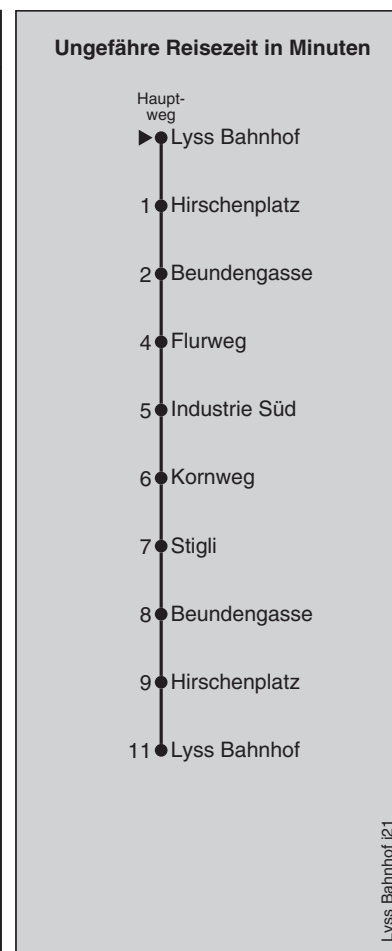 Ungefähre Reisezeit in Minuten
Haupt-
weg
Lyss Bahnhof
1 Hirschenplatz
2 Beundengasse
4 Flurweg
5 Industrie Süd
6 Kornweg
7 Stigli
8 Beundengasse
9 Hirschenplatz
11 Lyss Bahnhof
Lyss Bahnhof i21